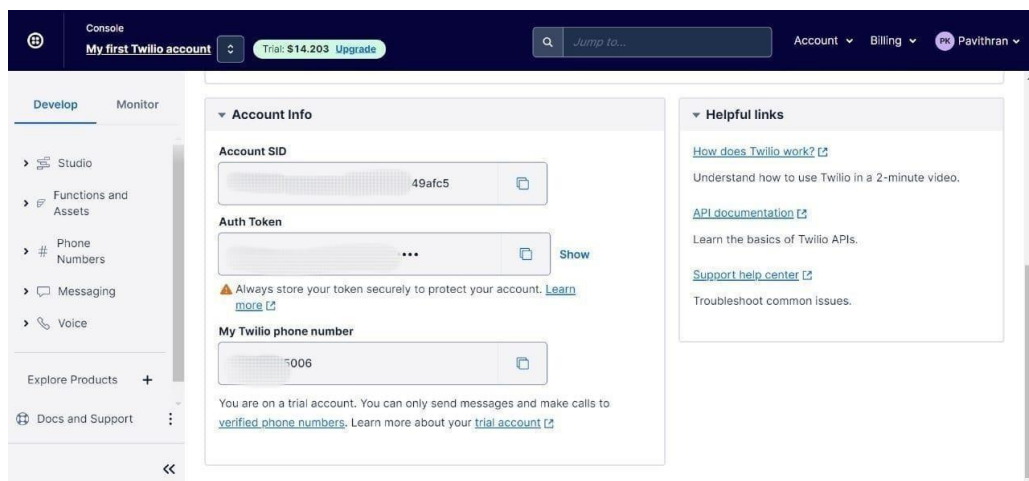 Console
My first Twilio account
Trial: $14.203 Upgrade
Jump to...
Account
Billing
PK Pavithran
Develop
Monitor
Studio
Functions and
Assets
Phone
Numbers
Messaging
Voice
Explore Products +
Docs and Support
Account Info
Account SID
49afc5
Auth Token
•••
Show
Always store your token securely to protect your account. Learn
more
My Twilio phone number
5006
You are on a trial account. You can only send messages and make calls to
verified phone numbers. Learn more about your trial account
Helpful links
How does Twilio work?
Understand how to use Twilio in a 2-minute video.
API documentation
Learn the basics of Twilio APIs.
Support help center
Troubleshoot common issues.